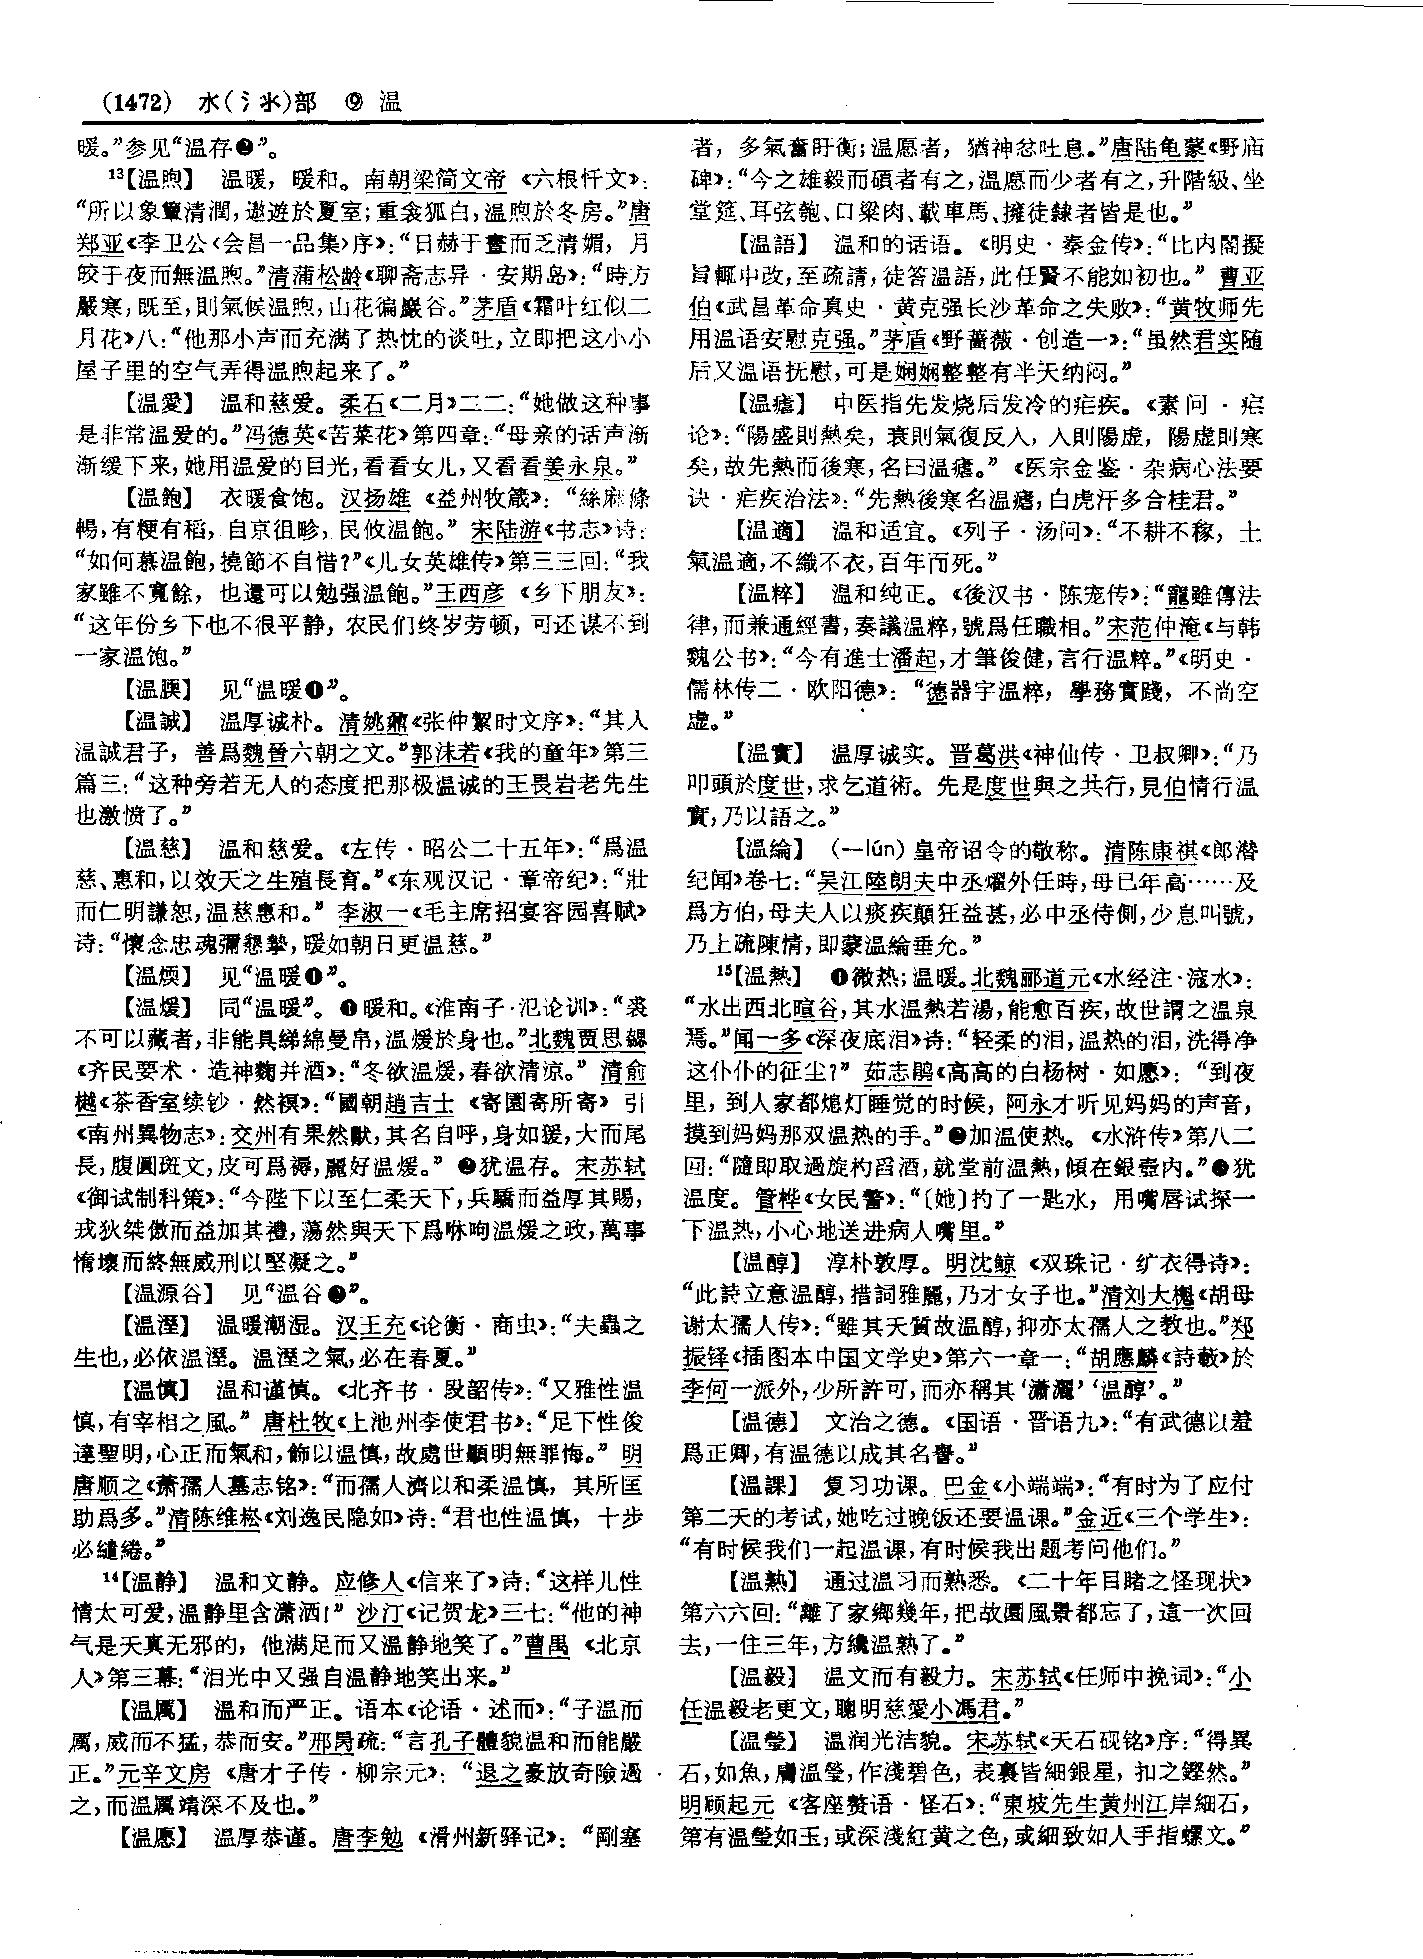 (1472) 水(氵氺)部 ⑨ 温
暖。”参见“温存❷”。
13【温煦】 温暖，暖和。南朝梁简文帝《六根忏文》：
“所以象簟清潤，遨遊於夏室；重衾狐白，温煦於冬房。”唐
郑亚《李卫公〈会昌一品集〉序》：“日赫于晝而乏清媚，月
皎于夜而無温煦。”清蒲松龄《聊斋志异·安期岛》：“時方
嚴寒，既至，則氣候温煦，山花徧巖谷。”茅盾《霜叶红似二
月花》八：“他那小声而充满了热忱的谈吐，立即把这小小
屋子里的空气弄得温煦起来了。”
【温愛】 温和慈爱。柔石《二月》二二：“她做这种事
是非常温爱的。”冯德英《苦菜花》第四章：“母亲的话声渐
渐缓下来，她用温爱的目光，看看女儿，又看看姜永泉。”
【温飽】 衣暖食饱。汉扬雄《益州牧箴》：“絲麻條
暢，有粳有稻，自京徂畛，民攸温飽。”宋陆游《书志》诗：
“如何慕温飽，撓節不自惜？”《儿女英雄传》第三三回：“我
家雖不寬餘，也還可以勉强温飽。”王西彦《乡下朋友》：
“这年份乡下也不很平静，农民们终岁劳顿，可还谋不到
一家温饱。”
【温腝】 见“温暖❶”。
【温誠】 温厚诚朴。清姚鼐《张仲絜时文序》：“其人
温誠君子，善爲魏晉六朝之文。”郭沫若《我的童年》第三
篇三：“这种旁若无人的态度把那极温诚的王畏岩老先生
也激愤了。”
【温慈】 温和慈爱。《左传·昭公二十五年》：“爲温
慈、惠和，以效天之生殖長育。”《东观汉记·章帝纪》：“壯
而仁明謙恕，温慈惠和。”李淑一《毛主席招宴容园喜赋》
诗：“懷念忠魂彌懇摯，暖如朝日更温慈。”
【温煗】 见“温暖❶”。
【温煖】 同“温暖”。❶暖和。《淮南子·氾论训》：“裘
不可以藏者，非能具綈綿曼帛，温煖於身也。”北魏贾思勰
《齐民要术·造神麴并酒》：“冬欲温煖，春欲清凉。”清俞
樾《茶香室续钞·然禩》：“國朝趙吉士《寄園寄所寄》引
《南州異物志》：交州有果然獸，其名自呼，身如猨，大而尾
長，腹圓斑文，皮可爲褥，麗好温煖。”❷犹温存。宋苏轼
《御试制科策》：“今陛下以至仁柔天下，兵驕而益厚其賜，
戎狄桀傲而益加其禮，蕩然與天下爲咻呴温煖之政，萬事
惰壞而終無威刑以堅凝之。”
【温源谷】 见“温谷❷”。
【温溼】 温暖潮湿。汉王充《论衡·商虫》：“夫蟲之
生也，必依温溼。温溼之氣，必在春夏。”
【温慎】 温和谨慎。《北齐书·段韶传》：“又雅性温
慎，有宰相之風。”唐杜牧《上池州李使君书》：“足下性俊
達聖明，心正而氣和，飾以温慎，故處世顯明無罪悔。”明
唐顺之《萧孺人墓志铭》：“而孺人濟以和柔温慎，其所匡
助爲多。”清陈维崧《刘逸民隐如》诗：“君也性温慎，十步
必繾綣。”
14【温静】 温和文静。应修人《信来了》诗：“这样儿性
情太可爱，温静里含潇洒！”沙汀《记贺龙》三七：“他的神
气是天真无邪的，他满足而又温静地笑了。”曹禺《北京
人》第三幕：“泪光中又强自温静地笑出来。”
【温厲】 温和而严正。语本《论语·述而》：“子温而
厲，威而不猛，恭而安。”邢昺疏：“言孔子體貌温和而能嚴
正。”元辛文房《唐才子传·柳宗元》：“退之豪放奇險過
之，而温厲靖深不及也。”
【温愿】 温厚恭谨。唐李勉《滑州新驿记》：“剛塞
者，多氣奮盱衡；温愿者，猶神忿吐息。”唐陆龟蒙《野庙
碑》：“今之雄毅而碩者有之，温愿而少者有之，升階級、坐
堂筵、耳弦匏、口粱肉、載車馬、擁徒隸者皆是也。”
【温語】 温和的话语。《明史·秦金传》：“比内閣擬
旨輒中改，至疏請，徒答温語，此任賢不能如初也。”曹亚
伯《武昌革命真史·黄克强长沙革命之失败》：“黄牧师先
用温语安慰克强。”茅盾《野蔷薇·创造一》：“虽然君实随
后又温语抚慰，可是娴娴整整有半天纳闷。”
【温瘧】 中医指先发烧后发冷的疟疾。《素问·疟
论》：“陽盛則熱矣，衰則氣復反入，入則陽虚，陽虚則寒
矣，故先熱而後寒，名曰温瘧。”《医宗金鉴·杂病心法要
诀·疟疾治法》：“先熱後寒名温瘧，白虎汗多合桂君。”
【温適】 温和适宜。《列子·汤问》：“不耕不稼，土
氣温適，不織不衣，百年而死。”
【温粹】 温和纯正。《後汉书·陈宠传》：“寵雖傳法
律，而兼通經書，奏議温粹，號爲任職相。”宋范仲淹《与韩
魏公书》：“今有進士潘起，才筆俊健，言行温粹。”《明史·
儒林传二·欧阳德》：“德器宇温粹，學務實踐，不尚空
虚。”
【温實】 温厚诚实。晋葛洪《神仙传·卫叔卿》：“乃
叩頭於度世，求乞道術。先是度世與之共行，見伯情行温
實，乃以語之。”
【温綸】 (—lún) 皇帝诏令的敬称。清陈康祺《郎潜
纪闻》卷七：“吴江陸朗夫中丞燿外任時，母已年高……及
爲方伯，母夫人以痰疾顛狂益甚，必中丞侍側，少息叫號，
乃上疏陳情，即蒙温綸垂允。”
15【温熱】 ❶微热；温暖。北魏郦道元《水经注·滱水》：
“水出西北暄谷，其水温熱若湯，能愈百疾，故世謂之温泉
焉。”闻一多《深夜底泪》诗：“轻柔的泪，温热的泪，洗得净
这仆仆的征尘？”茹志鹃《高高的白杨树·如愿》：“到夜
里，到人家都熄灯睡觉的时候，阿永才听见妈妈的声音，
摸到妈妈那双温热的手。”❷加温使热。《水浒传》第八二
回：“隨即取過旋杓舀酒，就堂前温熱，傾在銀壺内。”❸犹
温度。管桦《女民警》：“〔她〕扚了一匙水，用嘴唇试探一
下温热，小心地送进病人嘴里。”
【温醇】 淳朴敦厚。明沈鲸《双珠记·纩衣得诗》：
“此詩立意温醇，措詞雅麗，乃才女子也。”清刘大櫆《胡母
谢太孺人传》：“雖其天質故温醇，抑亦太孺人之教也。”郑
振铎《插图本中国文学史》第六一章一：“胡應麟《詩藪》於
李何一派外，少所許可，而亦稱其‘瀟灑’‘温醇’。”
【温德】 文治之德。《国语·晋语九》：“有武德以羞
爲正卿，有温德以成其名譽。”
【温課】 复习功课。巴金《小端端》：“有时为了应付
第二天的考试，她吃过晚饭还要温课。”金近《三个学生》：
“有时候我们一起温课，有时候我出题考问他们。”
【温熟】 通过温习而熟悉。《二十年目睹之怪现状》
第六六回：“離了家鄉幾年，把故園風景都忘了，這一次回
去，一住三年，方纔温熟了。”
【温毅】 温文而有毅力。宋苏轼《任师中挽词》：“小
任温毅老更文，聰明慈愛小馮君。”
【温瑩】 温润光洁貌。宋苏轼《天石砚铭》序：“得異
石，如魚，膚温瑩，作淺碧色，表裏皆細銀星，扣之鏗然。”
明顾起元《客座赘语·怪石》：“東坡先生黄州江岸細石，
第有温瑩如玉，或深淺紅黄之色，或細致如人手指螺文。”